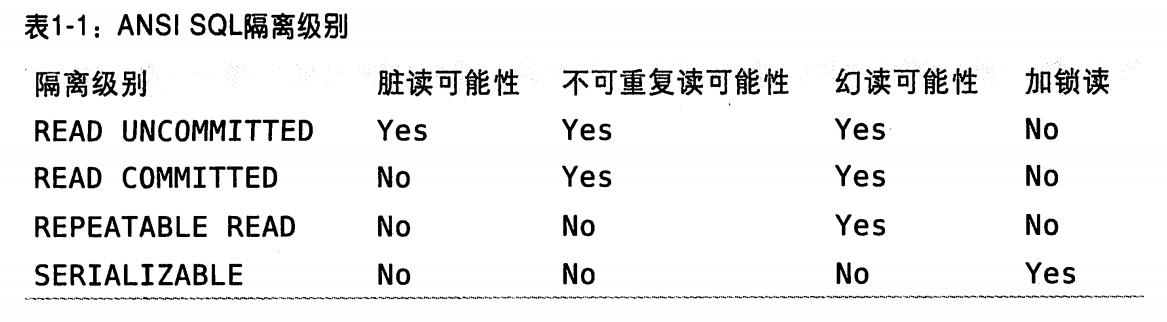 表1-1：ANSI SQL隔离级别
隔离级别 脏读可能性 不可重复读可能性 幻读可能性 加锁读
READ UNCOMMITTED Yes Yes Yes No
READ COMMITTED No Yes Yes No
REPEATABLE READ No No Yes No
SERIALIZABLE No No No Yes